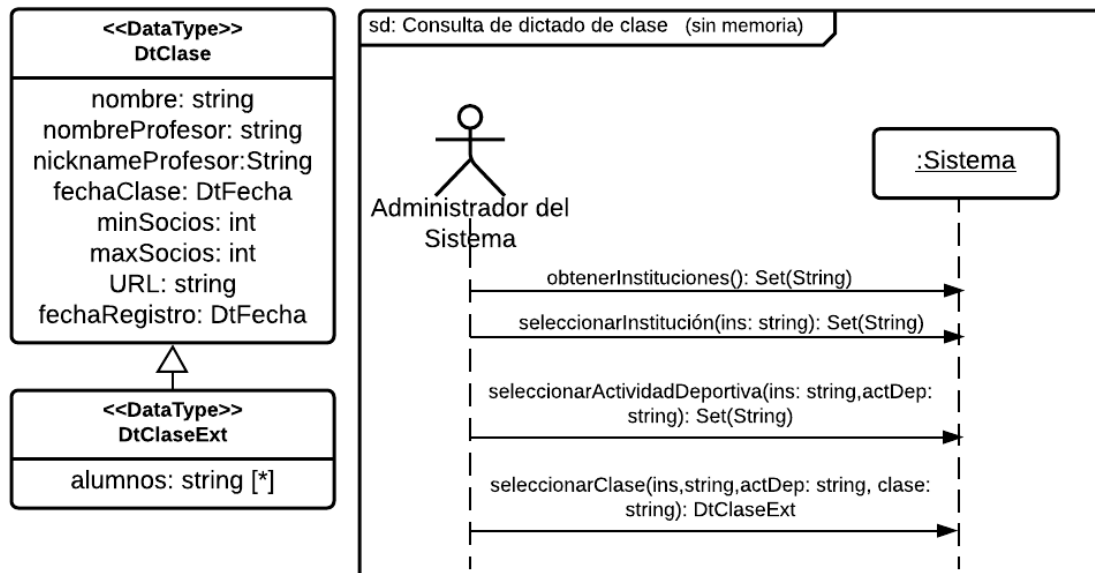 <<DataType>>
DtClase
nombre: string
nombreProfesor: string
nicknameProfesor:String
fechaClase: DtFecha
minSocios: int
maxSocios: int
URL: string
fechaRegistro: DtFecha
<<DataType>>
DtClaseExt
alumnos: string [*]
sd: Consulta de dictado de clase (sin memoria)
Administrador del
Sistema
:Sistema
obtenerInstituciones(): Set(String)
seleccionarInstitución(ins: string): Set(String)
seleccionarActividadDeportiva(ins: string,actDep:
string): Set(String)
seleccionarClase(ins,string,actDep: string, clase:
string): DtClaseExt